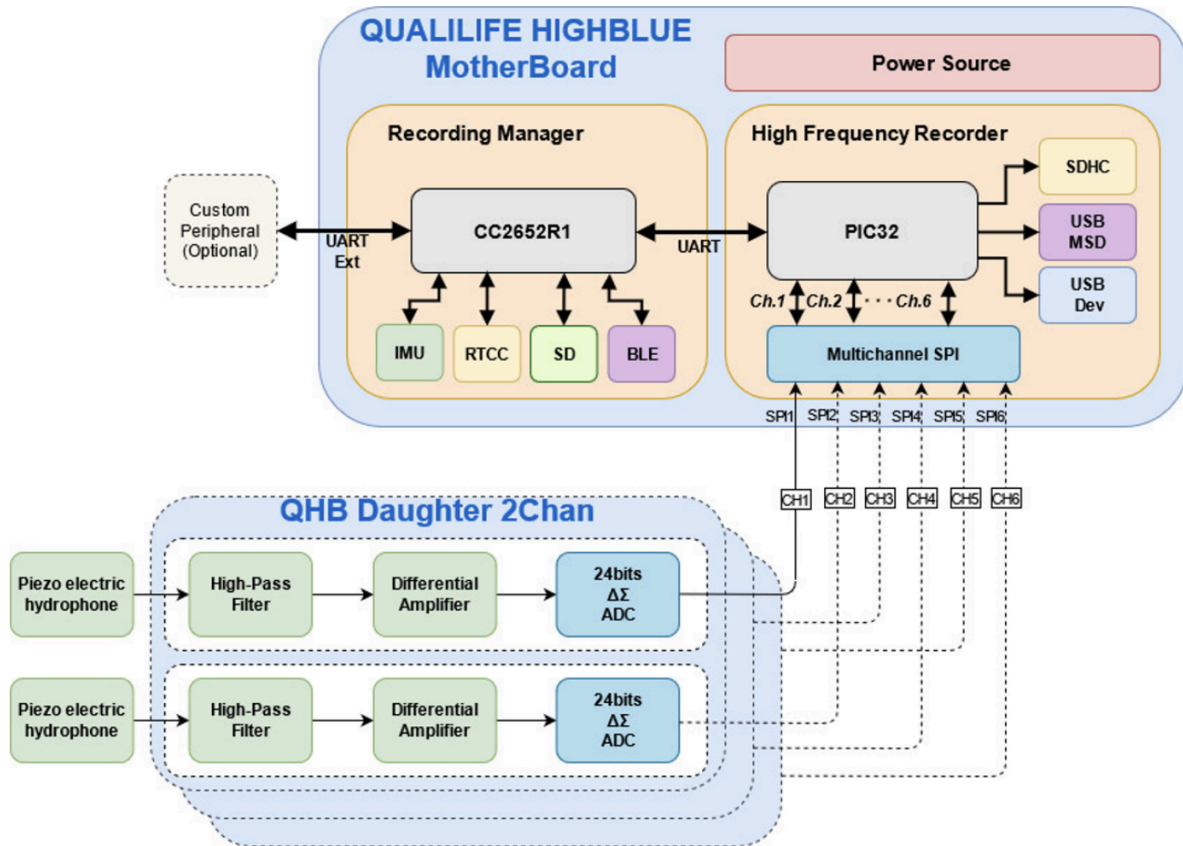 QUALILIFE HIGHBLUE
MotherBoard
Power Source
Recording Manager
High Frequency Recorder
Custom
Peripheral
(Optional)
UART
Ext
CC2652R1
UART
PIC32
SDHC
USB
MSD
USB
Dev
IMU
RTCC
SD
BLE
Ch.1
Ch.2
· · · Ch.6
Multichannel SPI
SPI1
SPI2
SPI3
SPI4
SPI5
SPI6
CH1
CH2
CH3
CH4
CH5
CH6
QHB Daughter 2Chan
Piezo electric
hydrophone
High-Pass
Filter
Differential
Amplifier
24bits
ΔΣ
ADC
Piezo electric
hydrophone
High-Pass
Filter
Differential
Amplifier
24bits
ΔΣ
ADC